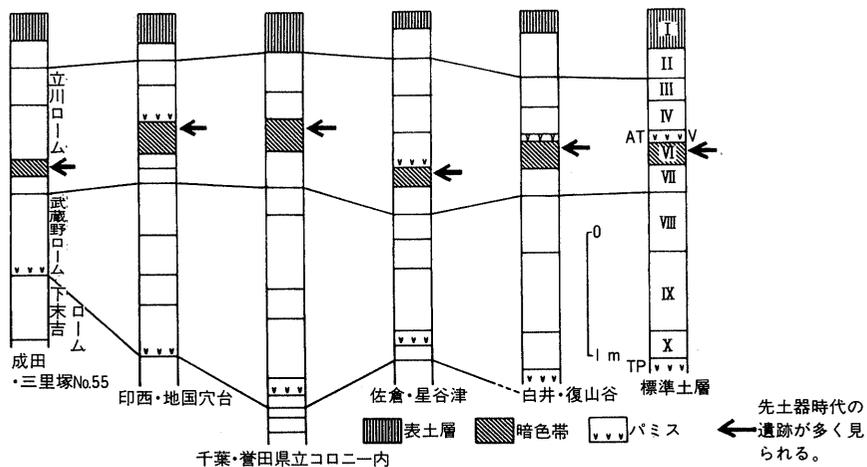 立川ローム
武蔵野ローム
下末吉ローム
I
II
III
IV
AT
V
VI
VII
VIII
IX
X
TP
0
1m
成田
・三里塚No.55
印西・地国穴台
千葉・誉田県立コロニー内
佐倉・星谷津
白井・復山谷
標準土層
表土層
暗色帯
パミス
先土器時代の
遺跡が多く見
られる。